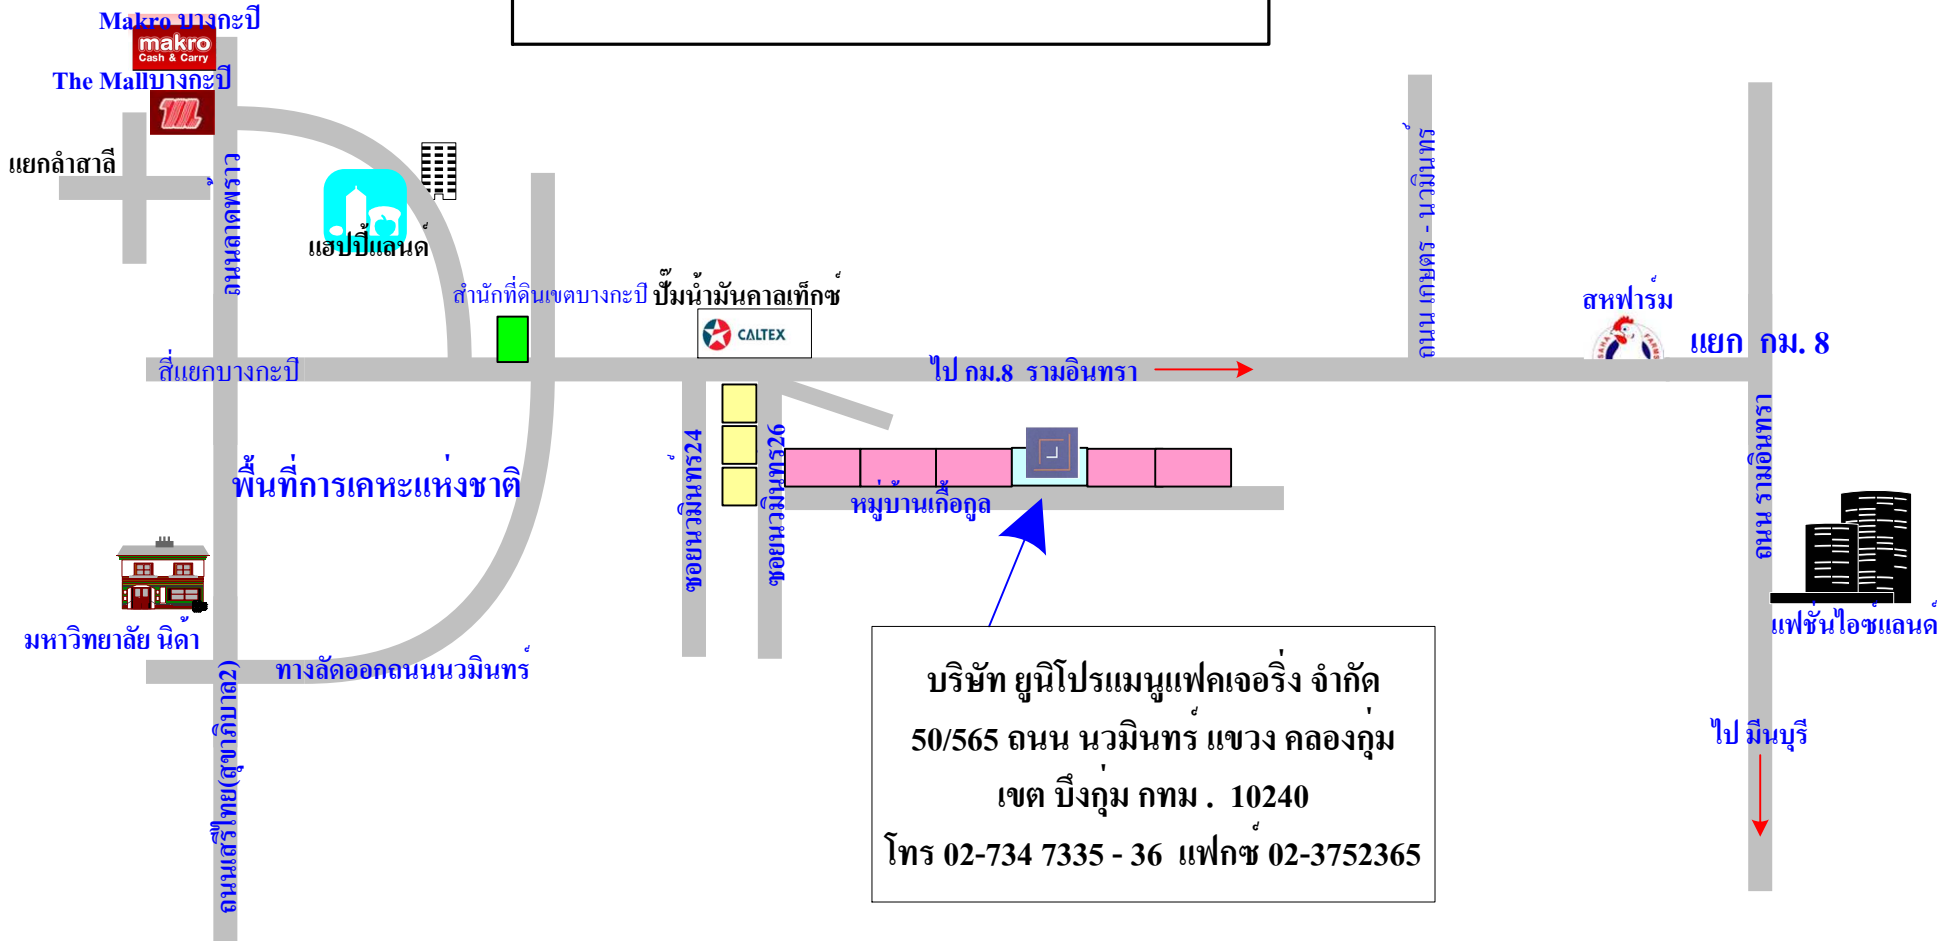 Makro บางกะปิ
makro
Cash & Carry
The Mallบางกะปิ
แยกลำสาลี
ถนนลาดพร้าว
แฮปปี้แลนด์
สำนักที่ดินเขตบางกะปิ
ปั๊มน้ำมันคาลเท็กซ์
CALTEX
ถนน เกษตร - นวมินทร์
สหฟาร์ม
SAHA FARMS
แยก กม. 8
สี่แยกบางกะปิ
ไป กม.8 รามอินทรา
ถนน รามอินทรา
ซอยนวมินทร์24
ซอยนวมินทร26
พื้นที่การเคหะแห่งชาติ
หมู่บ้านเกื้อกูล
มหาวิทยาลัย นิด้า
ทางลัดออกถนนนวมินทร์
ถนนเสรีไทย(สุขาภิบาล2)
แฟชั่นไอซ์แลนด์
ไป มีนบุรี
บริษัท ยูนิโปรแมนูแฟคเจอริ่ง จำกัด
50/565 ถนน นวมินทร์ แขวง คลองกุ่ม
เขต บึงกุ่ม กทม . 10240
โทร 02-734 7335 - 36 แฟกซ์ 02-3752365